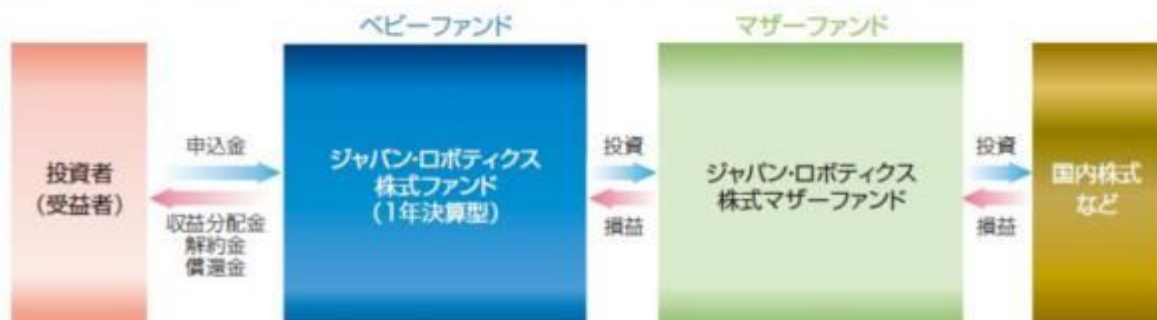 ベビーファンド
マザーファンド
投資者
(受益者)
申込金
収益分配金
解約金
償還金
ジャパン・ロボティクス
株式ファンド
(1年決算型)
投資
損益
ジャパン・ロボティクス
株式マザーファンド
投資
損益
国内株式
など